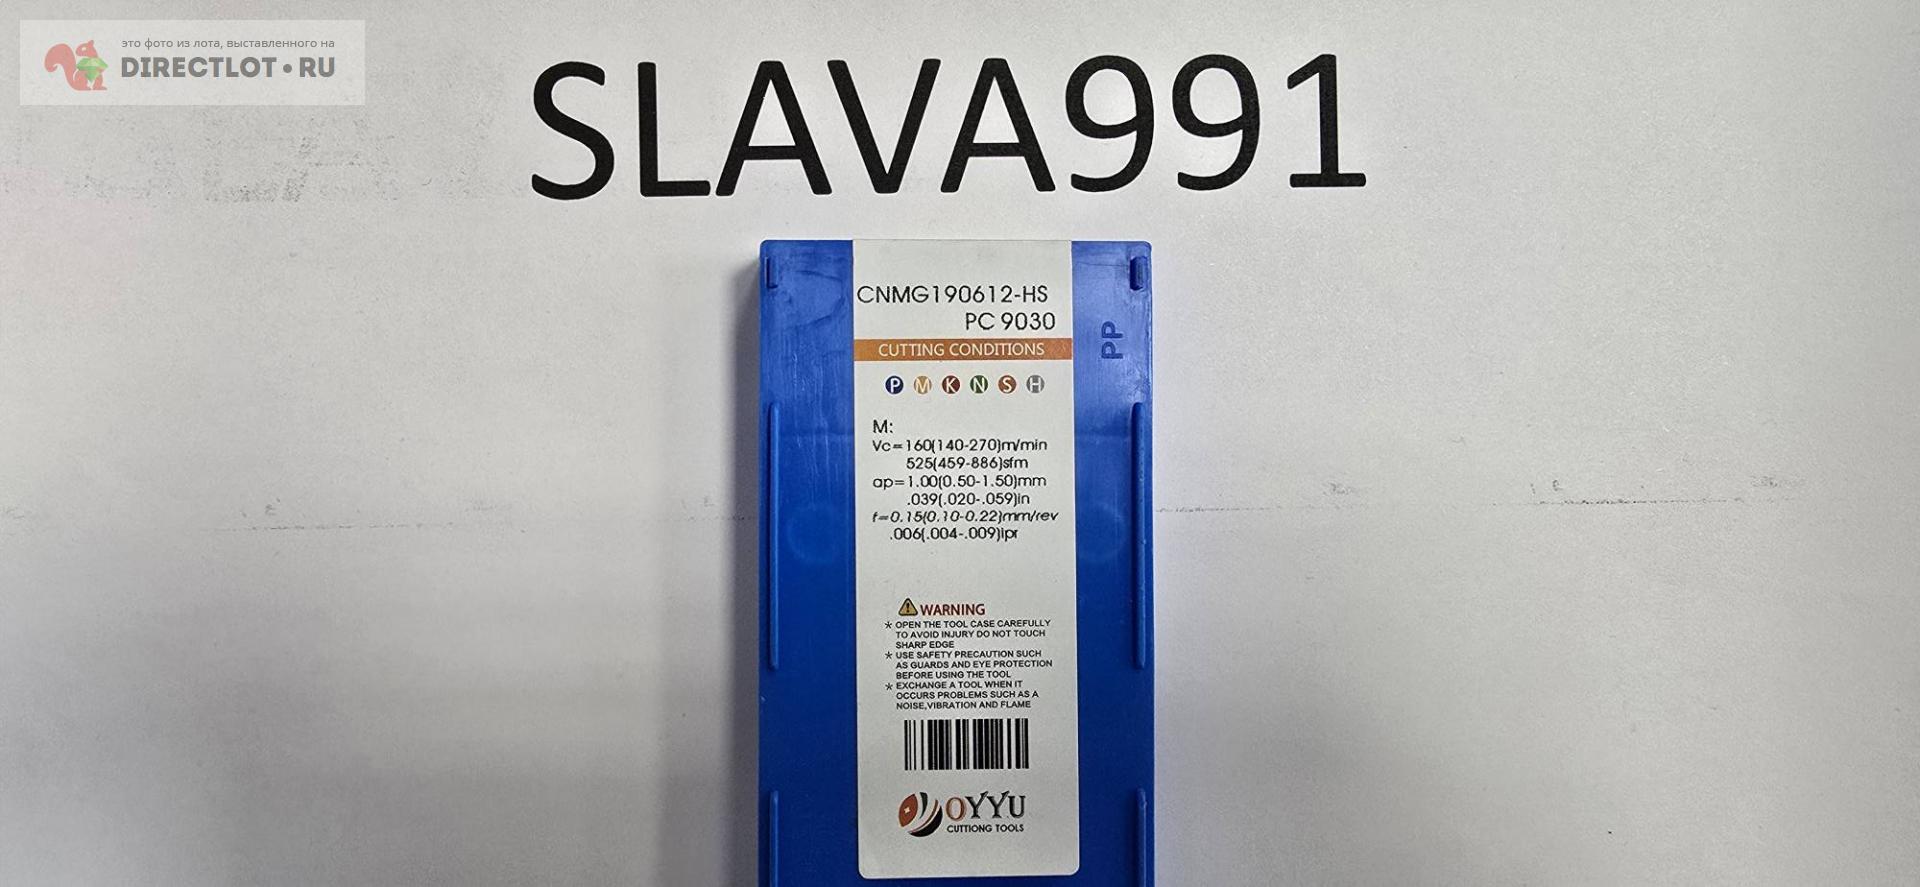 это фото из лота, выставленного на
DIRECTLOT•RU
SLAVA991
CNMG190612-HS
PC 9030
PP
CUTTING CONDITIONS
P M K N S H
M:
Vc=160(140-270)m/min
525(459-886)sfm
ap=1.00(0.50-1.50)mm
.039(.020-.059)in
f=0.15(0.10-0.22)mm/rev
.006(.004-.009)ipr
WARNING
* OPEN THE TOOL CASE CAREFULLY
TO AVOID INJURY DO NOT TOUCH
SHARP EDGE
* USE SAFETY PRECAUTION SUCH
AS GUARDS AND EYE PROTECTION
BEFORE USING THE TOOL
* EXCHANGE A TOOL WHEN IT
OCCURS PROBLEMS SUCH AS A
NOISE,VIBRATION AND FLAME
OYYU
CUTTIONG TOOLS